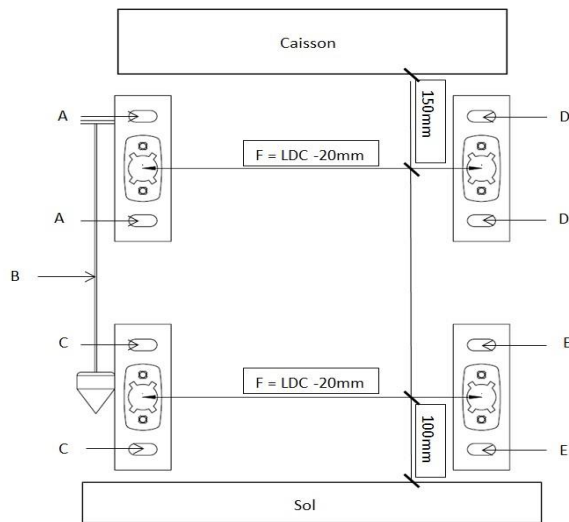 Caisson
150mm
A
D
F = LDC -20mm
A
D
B
C
E
F = LDC -20mm
100mm
C
E
Sol